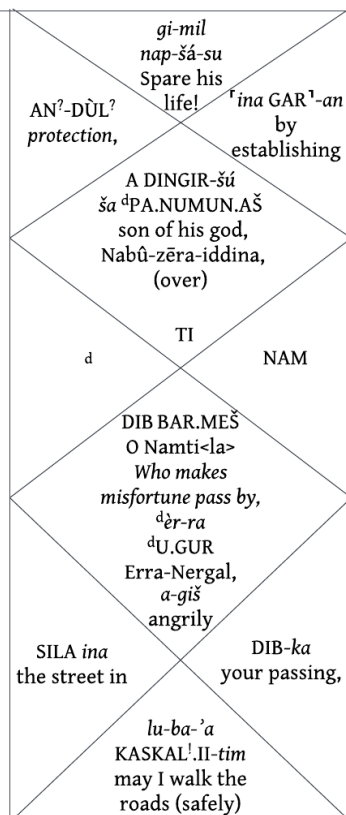 gi-mil
nap-šá-su
Spare his
life!
AN?-DÙL?
protection,
⸢ina GAR⸣-an
by
establishing
A DINGIR-šú
ša ᵈPA.NUMUN.AŠ
son of his god,
Nabû-zēra-iddina,
(over)
TI
ᵈ
NAM
DIB BAR.MEŠ
O Namti<la>
Who makes
misfortune pass by,
ᵈèr-ra
ᵈU.GUR
Erra-Nergal,
a-giš
angrily
SILA ina
the street in
DIB-ka
your passing,
lu-ba-ʾa
KASKAL!.II-tim
may I walk the
roads (safely)